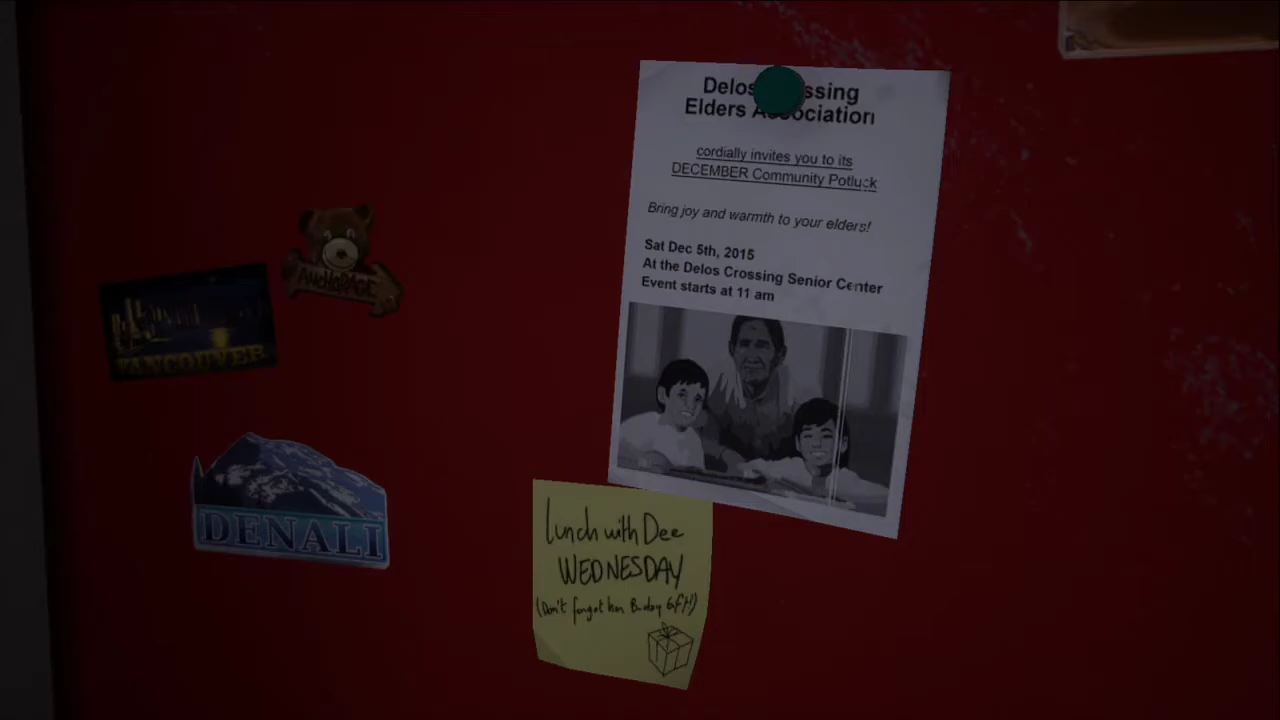 Delos Crossing
Elders Association
cordially invites you to its
DECEMBER Community Potluck
Bring joy and warmth to your elders!
Sat Dec 5th, 2015
At the Delos Crossing Senior Center
Event starts at 11 am
ANCHORAGE
VANCOUVER
DENALI
Lunch with Dee
WEDNESDAY
(Don't forget her B-day Gift!)